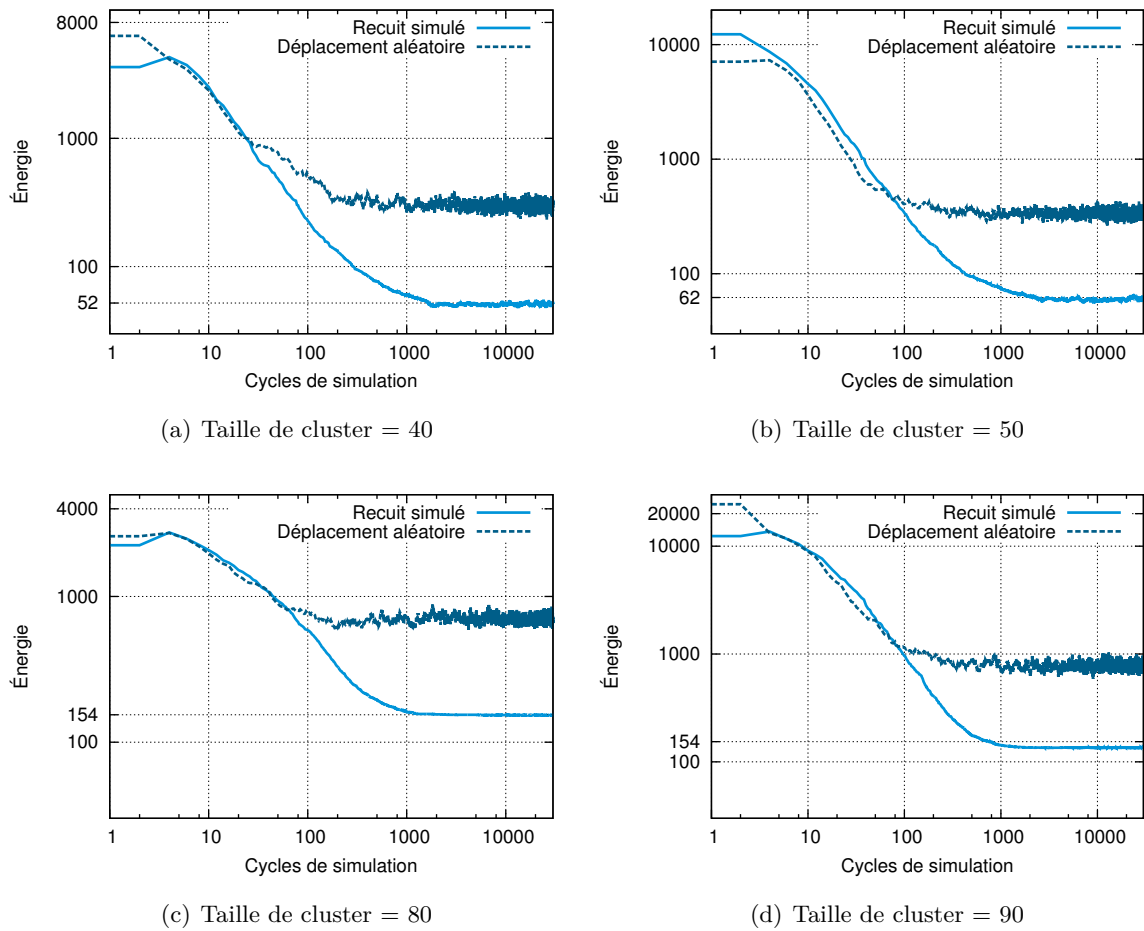 Recuit simulé
Déplacement aléatoire
8000
1000
100
52
Énergie
1 10 100 1000 10000
Cycles de simulation
(a) Taille de cluster = 40
Recuit simulé
Déplacement aléatoire
10000
1000
100
62
Énergie
1 10 100 1000 10000
Cycles de simulation
(b) Taille de cluster = 50
Recuit simulé
Déplacement aléatoire
4000
1000
154
100
Énergie
1 10 100 1000 10000
Cycles de simulation
(c) Taille de cluster = 80
Recuit simulé
Déplacement aléatoire
20000
10000
1000
154
100
Énergie
1 10 100 1000 10000
Cycles de simulation
(d) Taille de cluster = 90